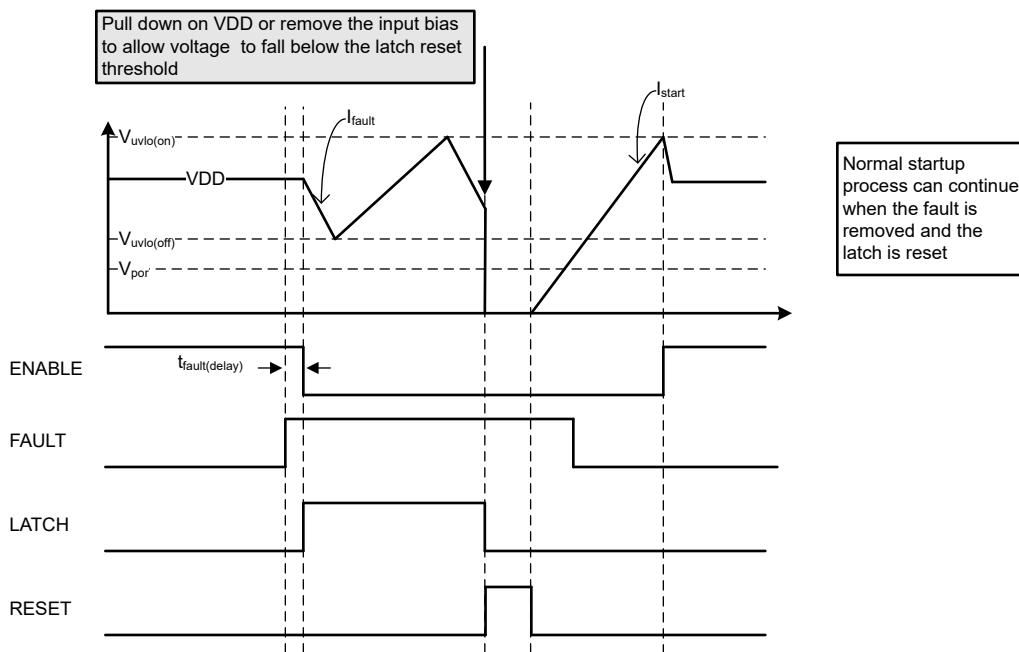 Pull down on VDD or remove the input bias
to allow voltage to fall below the latch reset
threshold
Ifault
Istart
Vuvlo(on)
VDD
Vuvlo(off)
Vpor
Normal startup
process can continue
when the fault is
removed and the
latch is reset
ENABLE
tfault(delay)
FAULT
LATCH
RESET